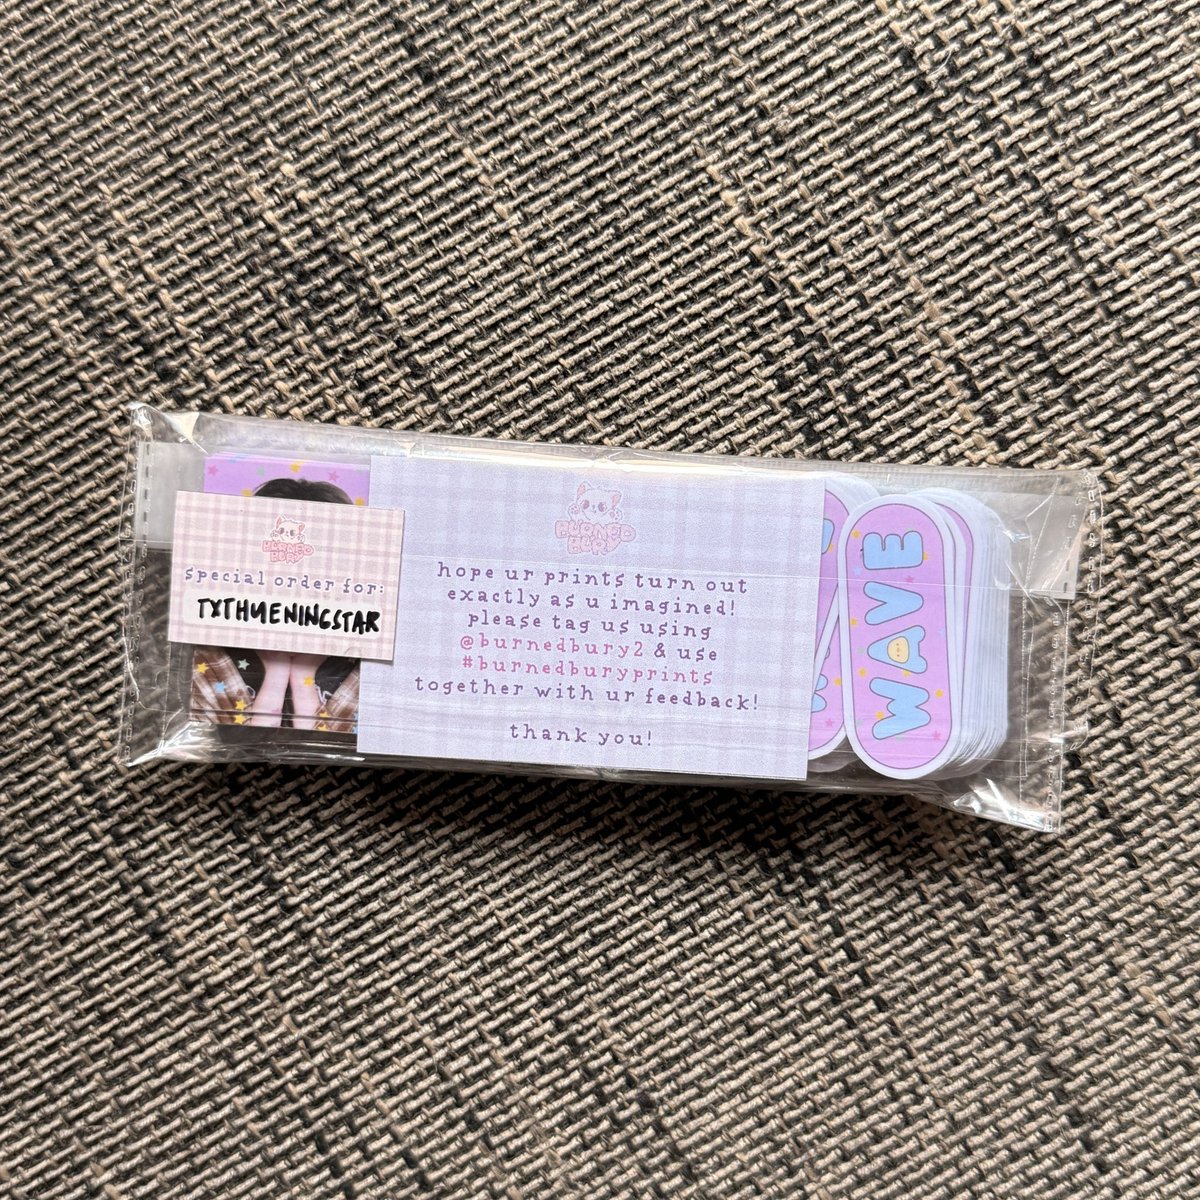 BURNED
BURY
special order for:
TXTHUENINGSTAR
BURNED
BURY
hope ur prints turn out
exactly as u imagined!
please tag us using
@burnedbury2 & use
#burnedburyprints
together with ur feedback!
thank you!
WAVE